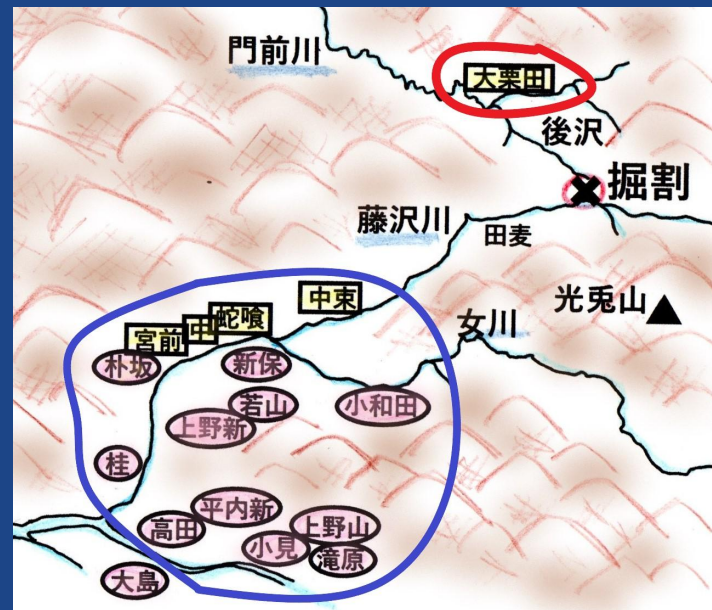 門前川
大栗田
後沢
掘割
藤沢川
田麦
光兎山
中束
女川
蛇喰
中
宮前
朴坂
新保
若山
小和田
上野新
桂
平内新
高田
上野山
小見
滝原
大島